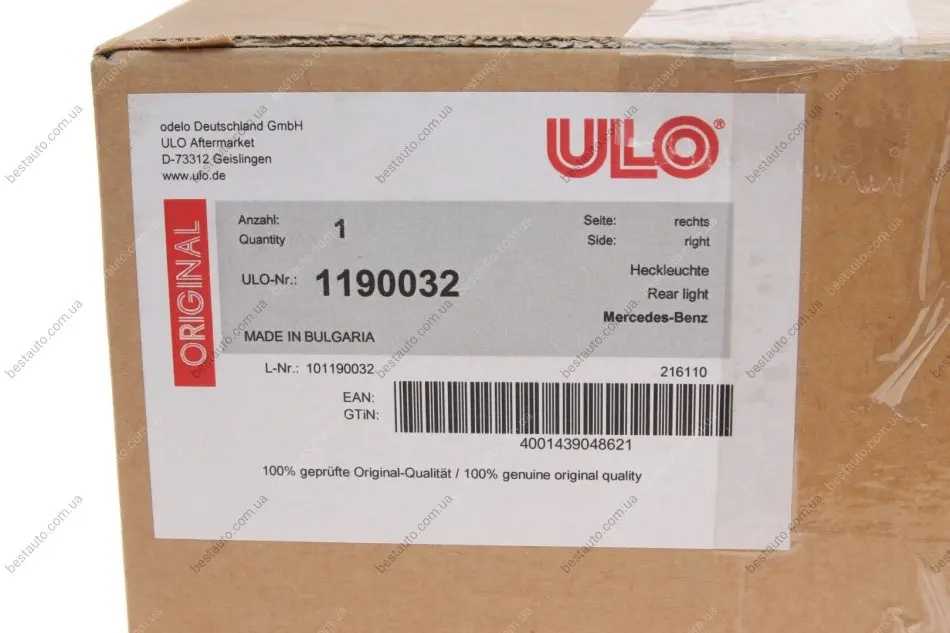 odelo Deutschland GmbH
ULO Aftermarket
D-73312 Geislingen
www.ulo.de
ULO®
ORIGINAL
Anzahl: 1 Seite: rechts
Quantity Side: right
ULO-Nr.: 1190032 Heckleuchte
Rear light
Mercedes-Benz
MADE IN BULGARIA
L-Nr.: 101190032 216110
EAN:
GTiN:
4001439048621
100% geprüfte Original-Qualität / 100% genuine original quality
bestauto.com.ua